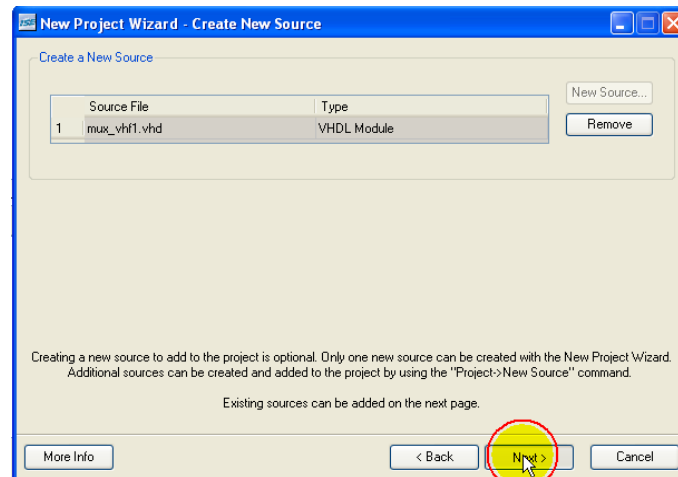 ISE New Project Wizard - Create New Source
Create a New Source
New Source...
Source File Type
1 mux_vhf1.vhd VHDL Module
Remove
Creating a new source to add to the project is optional. Only one new source can be created with the New Project Wizard.
Additional sources can be created and added to the project by using the "Project->New Source" command.
Existing sources can be added on the next page.
More Info < Back Next > Cancel